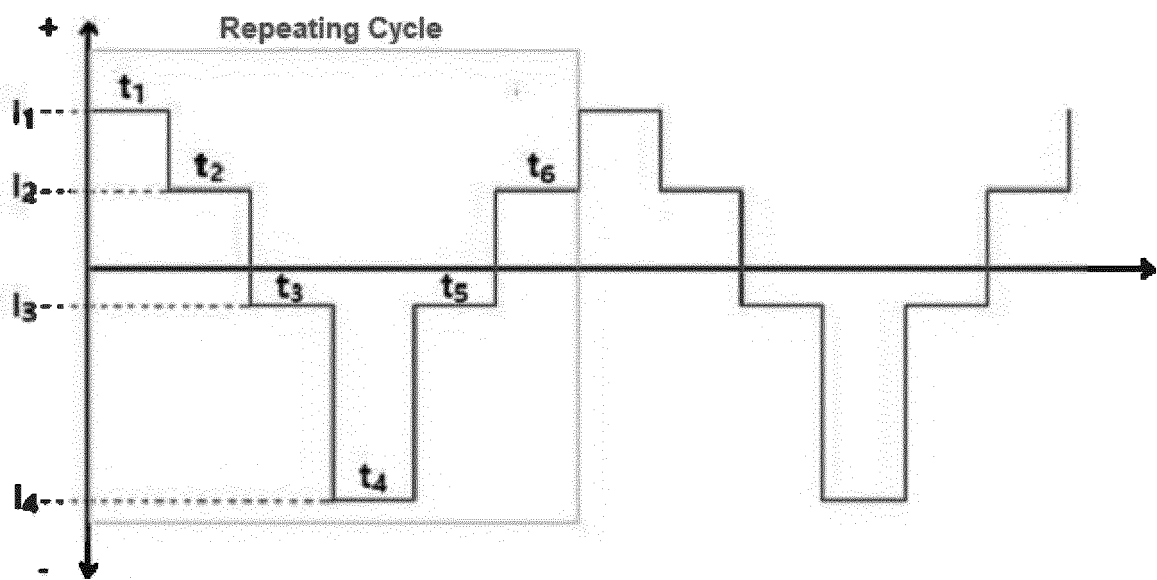 +
Repeating Cycle
t₁
I₁
t₂
t₆
I₂
t₃
t₅
I₃
t₄
I₄
-